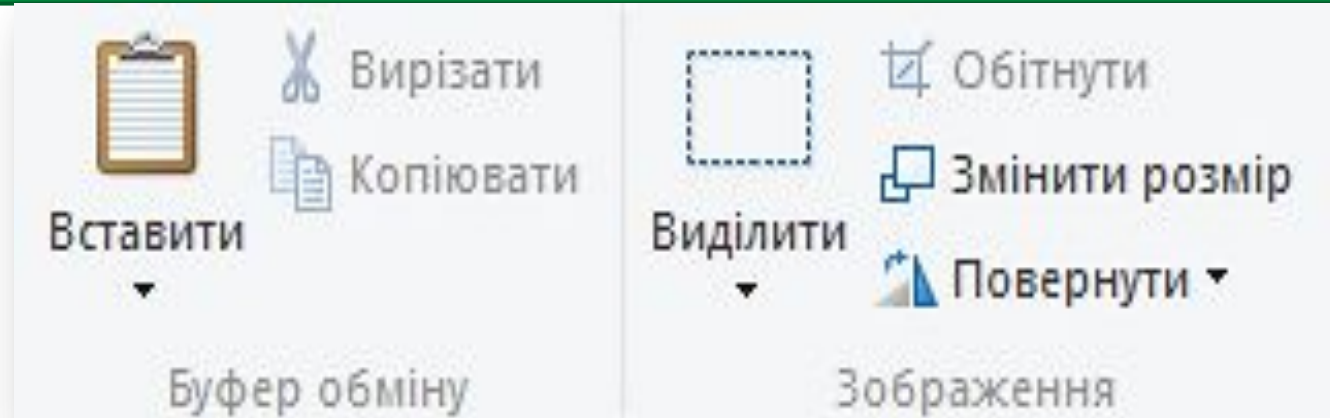 Вставити
Вирізати
Копіювати
Буфер обміну
Виділити
Обітнути
Змінити розмір
Повернути
Зображення